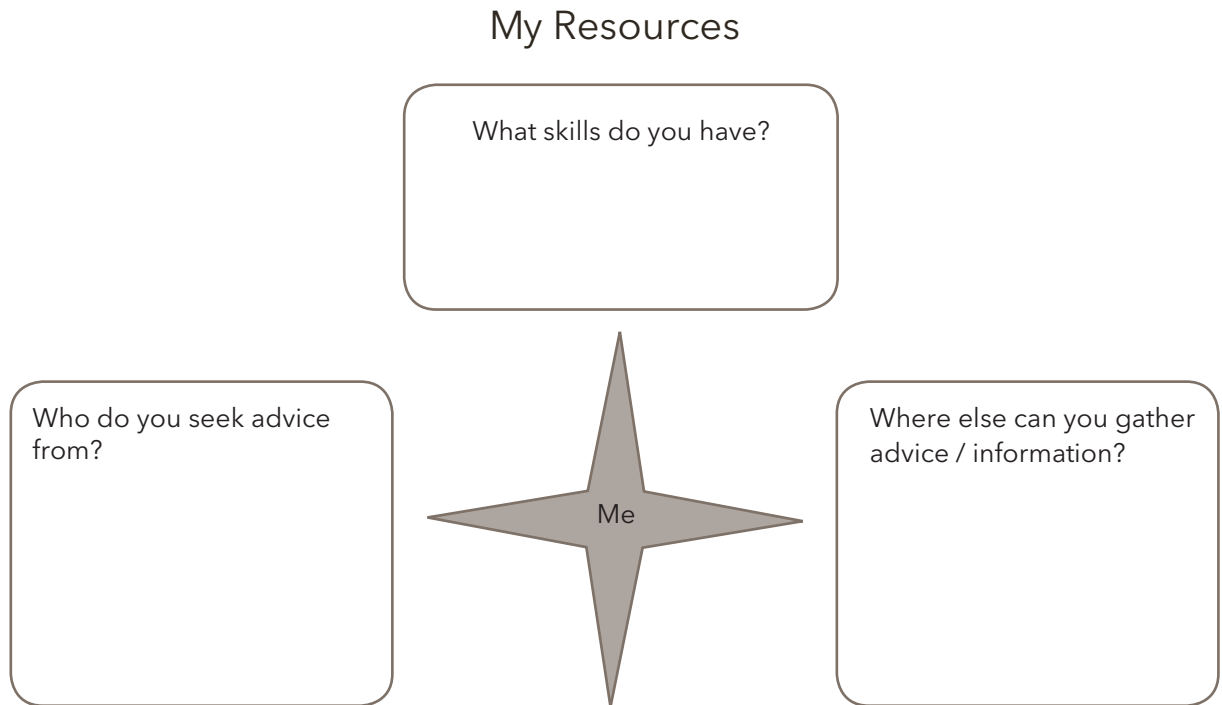 My Resources
What skills do you have?
Who do you seek advice
from?
Me
Where else can you gather
advice / information?